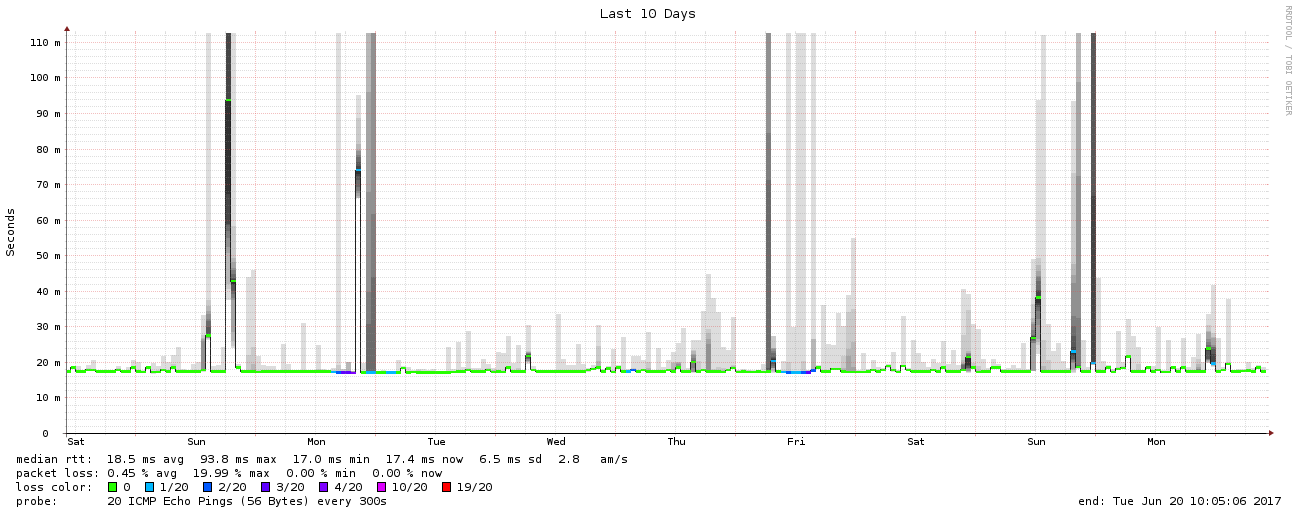 Last 10 Days
RRDTOOL / TOBI OETIKER
Seconds
110 m
100 m
90 m
80 m
70 m
60 m
50 m
40 m
30 m
20 m
10 m
0
Sat Sun Mon Tue Wed Thu Fri Sat Sun Mon
median rtt: 18.5 ms avg 93.8 ms max 17.0 ms min 17.4 ms now 6.5 ms sd 2.8 am/s
packet loss: 0.45 % avg 19.99 % max 0.00 % min 0.00 % now
loss color: 0 1/20 2/20 3/20 4/20 10/20 19/20
probe: 20 ICMP Echo Pings (56 Bytes) every 300s end: Tue Jun 20 10:05:06 2017